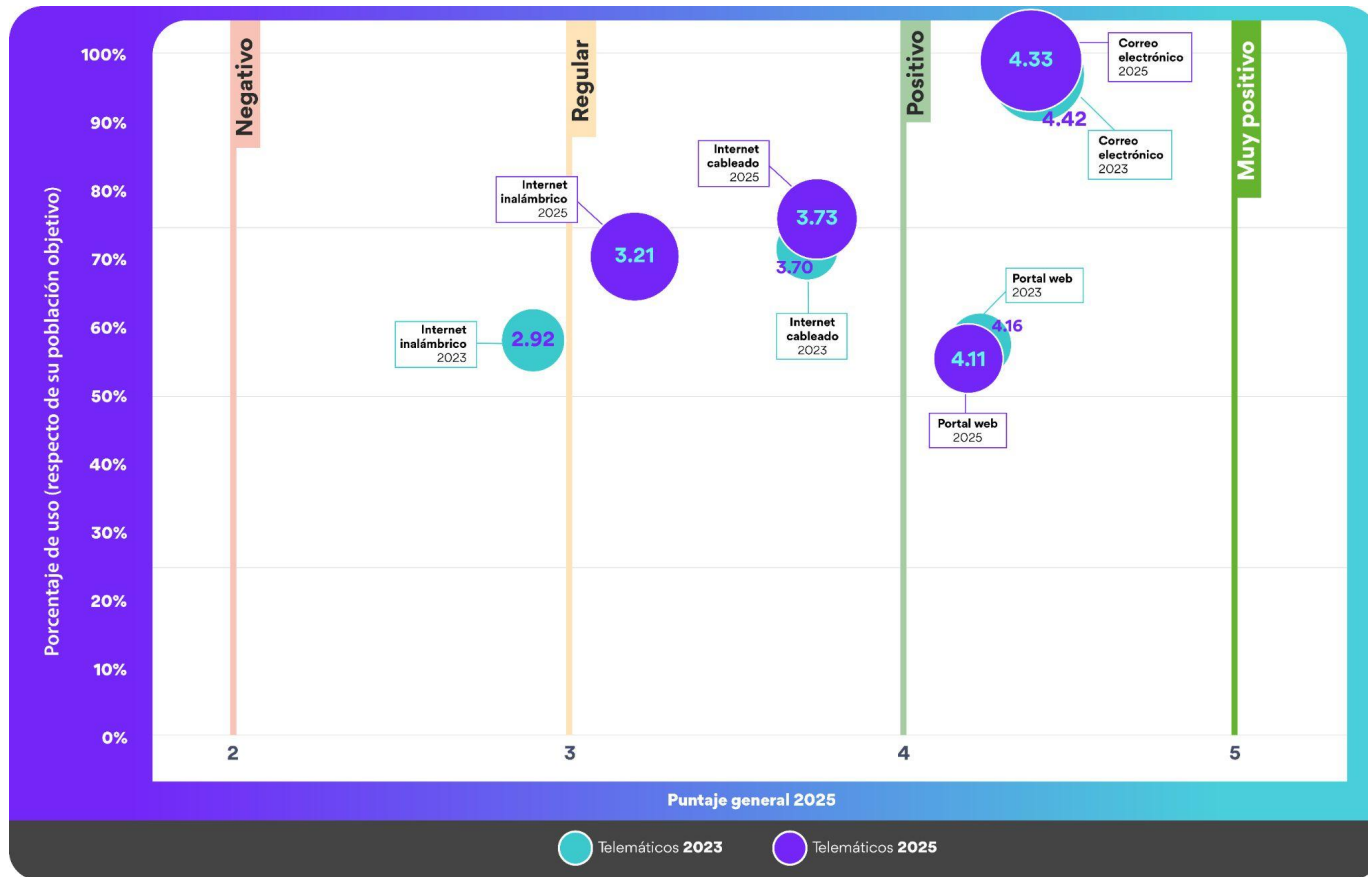 Porcentaje de uso (respecto de su población objetivo)
100%
90%
80%
70%
60%
50%
40%
30%
20%
10%
0%
Negativo
Regular
Positivo
Muy positivo
4.33
Correo
electrónico
2025
4.42
Correo
electrónico
2023
Internet
cableado
2025
3.73
3.70
Internet
cableado
2023
Internet
inalámbrico
2025
3.21
Internet
inalámbrico
2023
2.92
Portal web
2023
4.16
4.11
Portal web
2025
2
3
4
5
Puntaje general 2025
Telemáticos 2023
Telemáticos 2025